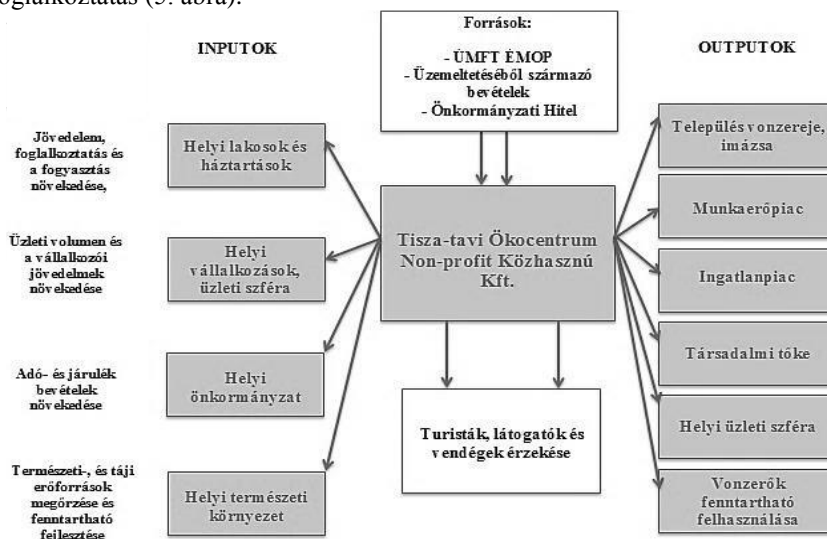 foglalkoztatás (5. ábra).
INPUTOK
Források:
- ÚMFT ÉMOP
- Üzemeltetéséből származó
bevételek
- Önkormányzati Hitel
OUTPUTOK
Jövedelem,
foglalkoztatás és
a fogyasztás
növekedése,
Helyi lakosok és
háztartások
Üzleti volumen és
a vállalkozói
jövedelmek
növekedése
Helyi
vállalkozások,
üzleti szféra
Adó- és járulék
bevételek
növekedése
Helyi
önkormányzat
Természeti-, és táji
erőforrások
megőrzése és
fenntartható
fejlesztése
Helyi természeti
környezet
Tisza-tavi Ökocentrum
Non-profit Közhasznú
Kft.
Turisták, látogatók és
vendégek érzekése
Település vonzereje,
imázsa
Munkaerőpiac
Ingatlanpiac
Társadalmi tőke
Helyi üzleti szféra
Vonzerők
fenntartható
felhasználása